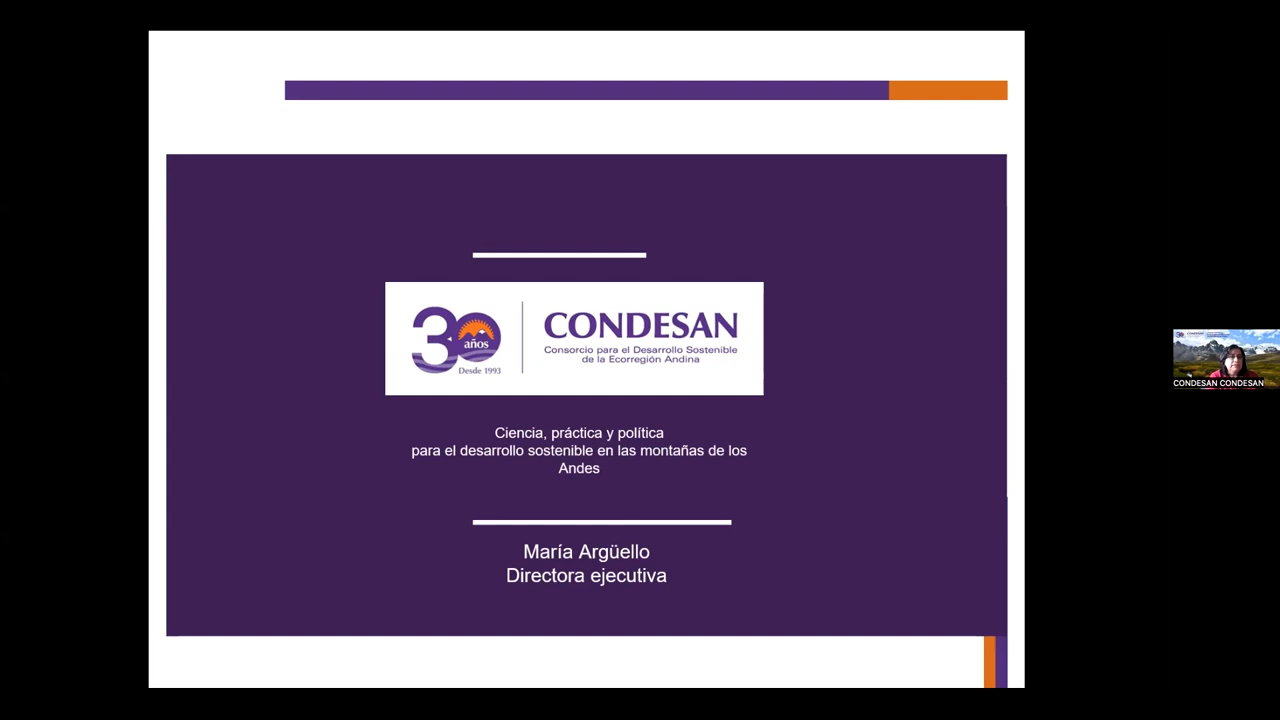 30
años
Desde 1993
CONDESAN
Consorcio para el Desarrollo Sostenible
de la Ecorregión Andina
Ciencia, práctica y política
para el desarrollo sostenible en las montañas de los
Andes
María Argüello
Directora ejecutiva
CONDESAN CONDESAN